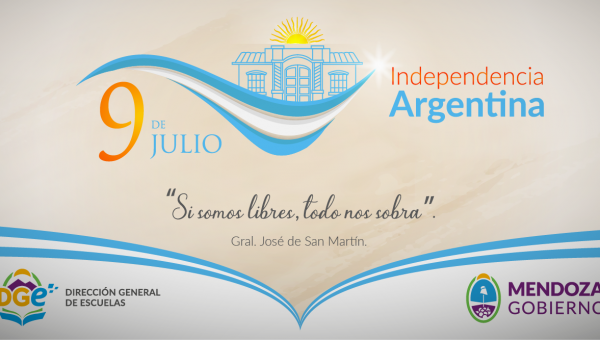 9
DE
JULIO
Independencia
Argentina
“Si somos libres, todo nos sobra”.
Gral. José de San Martín.
DGe
DIRECCIÓN GENERAL
DE ESCUELAS
MENDOZA
GOBIERNO